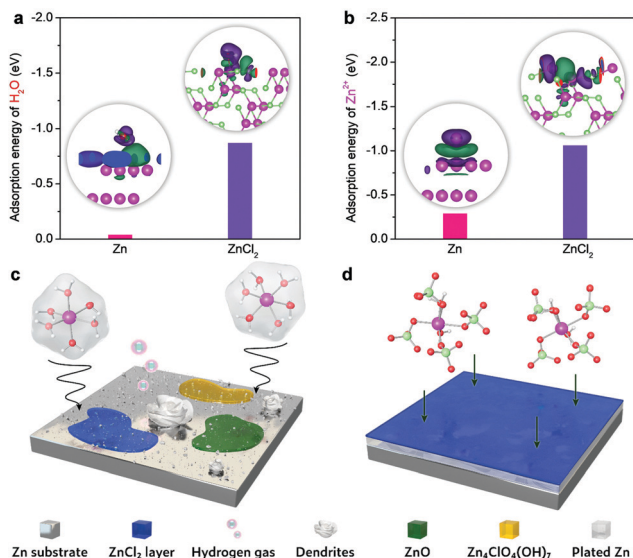 a
-2.0
-1.5
-1.0
-0.5
0.0
Adsorption energy of H₂O (eV)
Zn
ZnCl₂
b
-2.5
-2.0
-1.5
-1.0
-0.5
0.0
Adsorption energy of Zn²⁺ (eV)
Zn
ZnCl₂
c
d
Zn substrate
ZnCl₂ layer
Hydrogen gas
Dendrites
ZnO
Zn₄ClO₄(OH)₇
Plated Zn